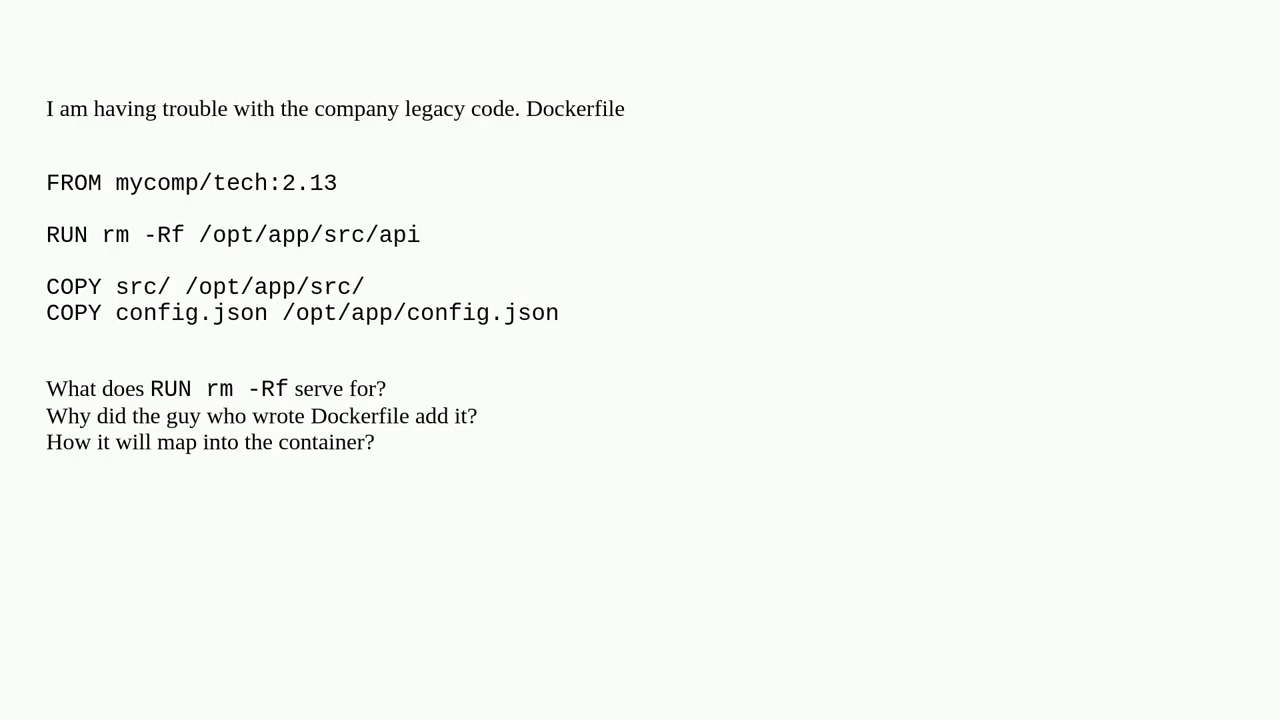 I am having trouble with the company legacy code. Dockerfile
FROM mycomp/tech:2.13
RUN rm -Rf /opt/app/src/api
COPY src/ /opt/app/src/
COPY config.json /opt/app/config.json
What does RUN rm -Rf serve for?
Why did the guy who wrote Dockerfile add it?
How it will map into the container?